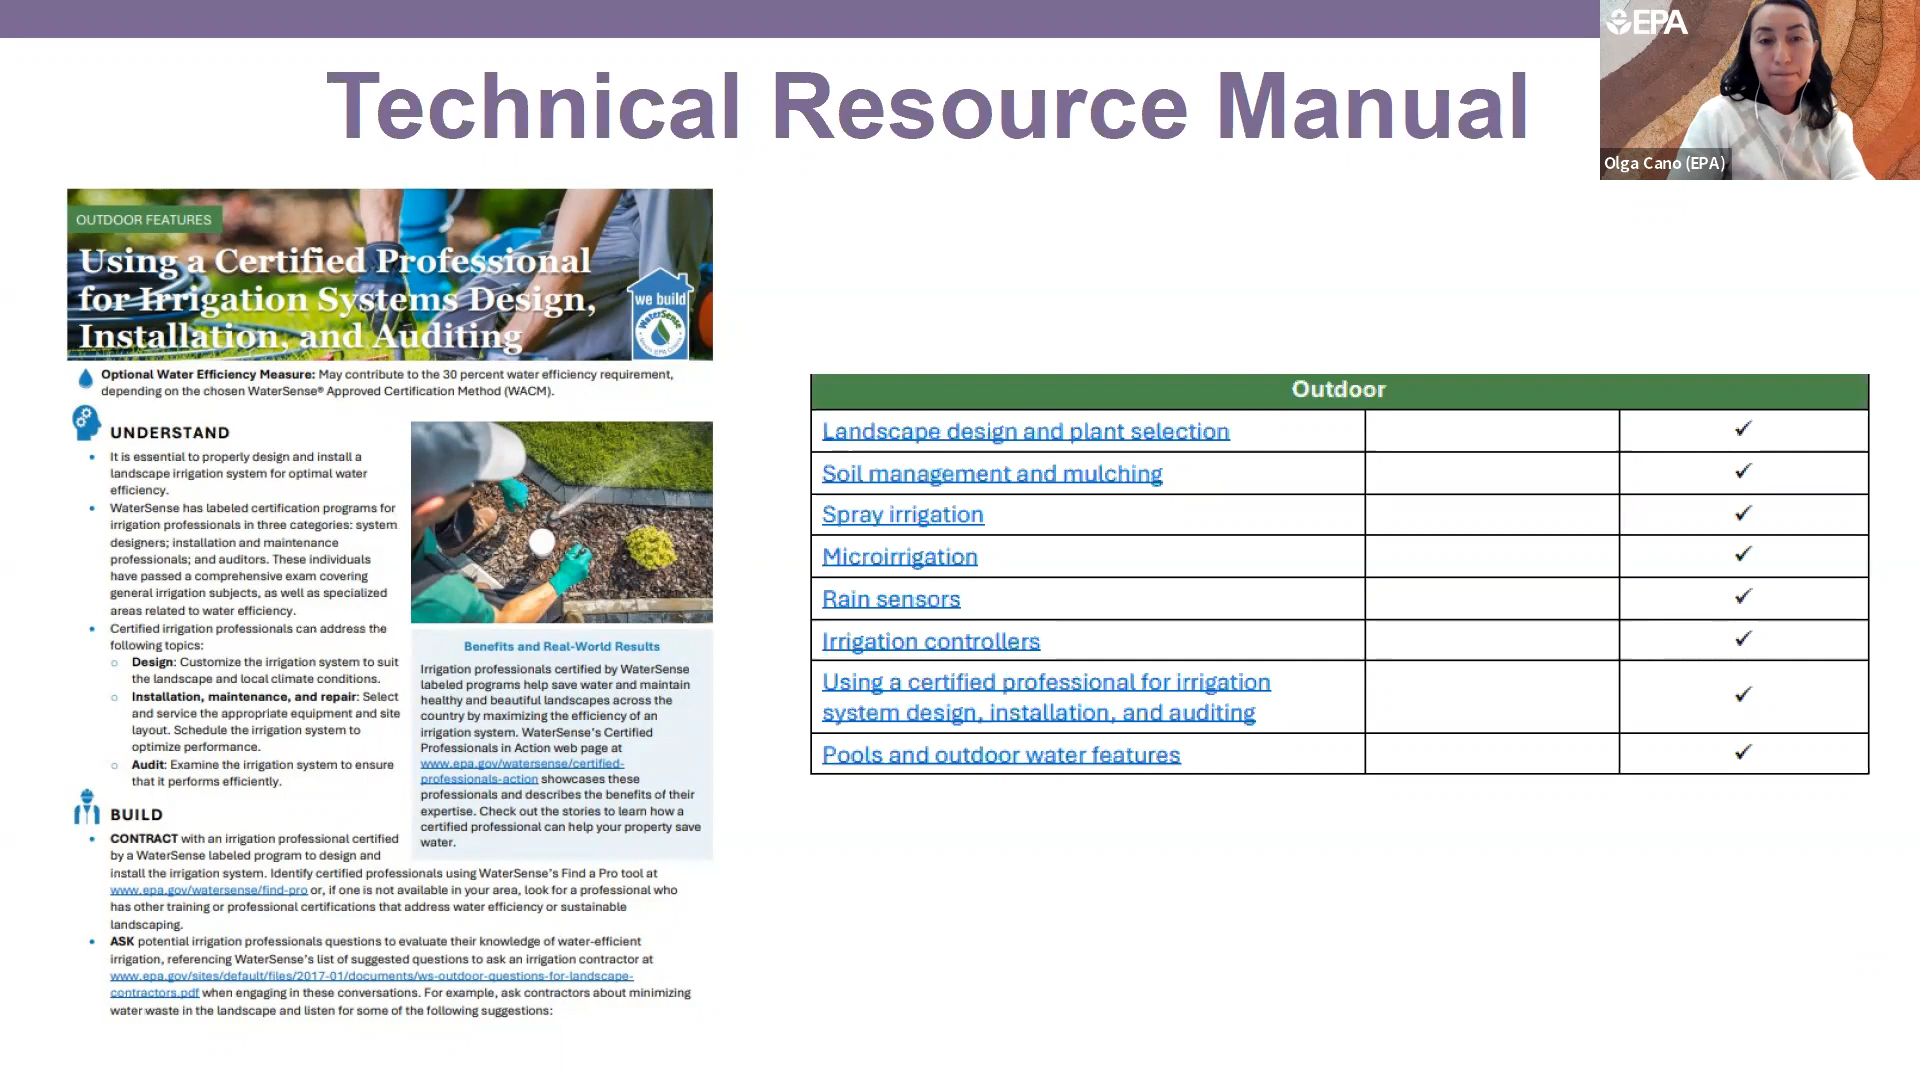 Technical Resource Manual
EPA
Olga Cano (EPA)
OUTDOOR FEATURES
Using a Certified Professional
for Irrigation Systems Design,
Installation, and Auditing
we build
WaterSense
Optional Water Efficiency Measure: May contribute to the 30 percent water efficiency requirement,
depending on the chosen WaterSense® Approved Certification Method (WACM).
UNDERSTAND
• It is essential to properly design and install a
landscape irrigation system for optimal water
efficiency.
• WaterSense has labeled certification programs for
irrigation professionals in three categories: system
designers; installation and maintenance
professionals; and auditors. These individuals
have passed a comprehensive exam covering
general irrigation subjects, as well as specialized
areas related to water efficiency.
• Certified irrigation professionals can address the
following topics:
o Design: Customize the irrigation system to suit
the landscape and local climate conditions.
o Installation, maintenance, and repair: Select
and service the appropriate equipment and site
layout. Schedule the irrigation system to
optimize performance.
o Audit: Examine the irrigation system to ensure
that it performs efficiently.
Benefits and Real-World Results
Irrigation professionals certified by WaterSense
labeled programs help save water and maintain
healthy and beautiful landscapes across the
country by maximizing the efficiency of an
irrigation system. WaterSense's Certified
Professionals in Action web page at
www.epa.gov/watersense/certified-
professionals-action showcases these
professionals and describes the benefits of their
expertise. Check out the stories to learn how a
certified professional can help your property save
water.
BUILD
• CONTRACT with an irrigation professional certified
by a WaterSense labeled program to design and
install the irrigation system. Identify certified professionals using WaterSense's Find a Pro tool at
www.epa.gov/watersense/find-pro or, if one is not available in your area, look for a professional who
has other training or professional certifications that address water efficiency or sustainable
landscaping.
• ASK potential irrigation professionals questions to evaluate their knowledge of water-efficient
irrigation, referencing WaterSense's list of suggested questions to ask an irrigation contractor at
www.epa.gov/sites/default/files/2017-01/documents/ws-outdoor-questions-for-landscape-
contractors.pdf when engaging in these conversations. For example, ask contractors about minimizing
water waste in the landscape and listen for some of the following suggestions:
Outdoor
Landscape design and plant selection ✓
Soil management and mulching ✓
Spray irrigation ✓
Microirrigation ✓
Rain sensors ✓
Irrigation controllers ✓
Using a certified professional for irrigation
system design, installation, and auditing ✓
Pools and outdoor water features ✓